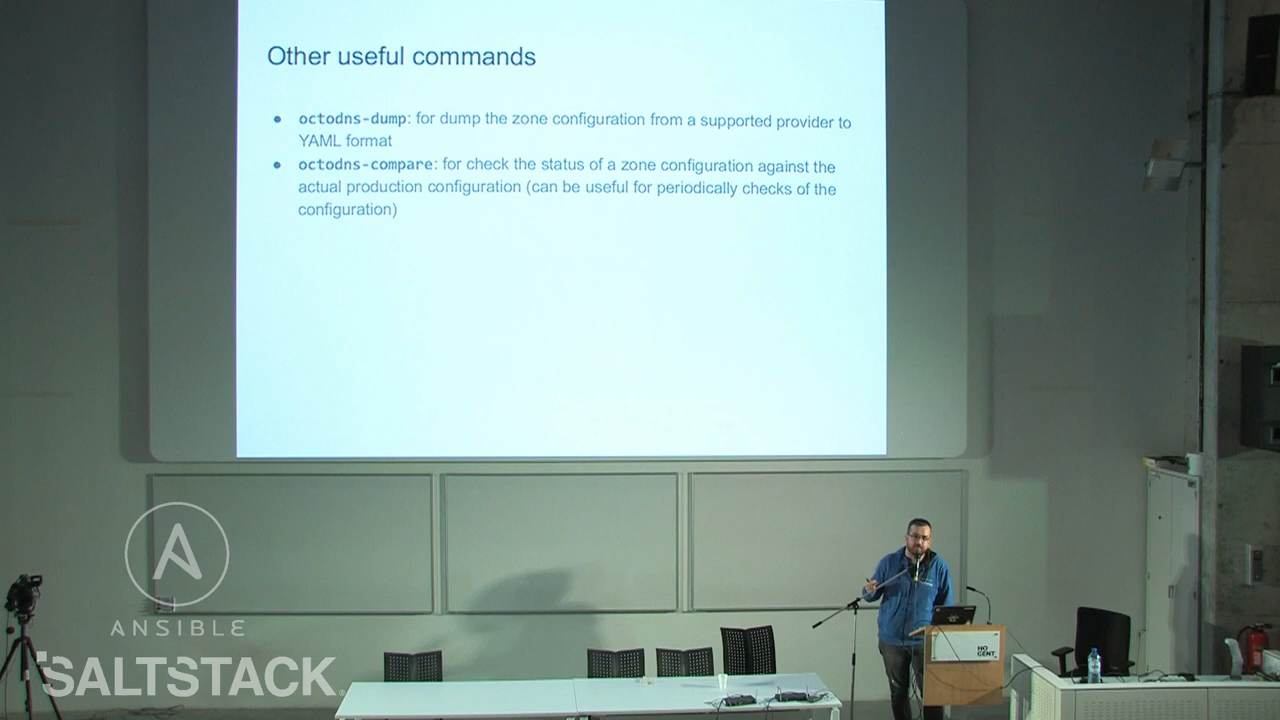 Other useful commands
• octodns-dump: for dump the zone configuration from a supported provider to
YAML format
• octodns-compare: for check the status of a zone configuration against the
actual production configuration (can be useful for periodically checks of the
configuration)
ANSIBLE
SALTSTACK
HO
GENT